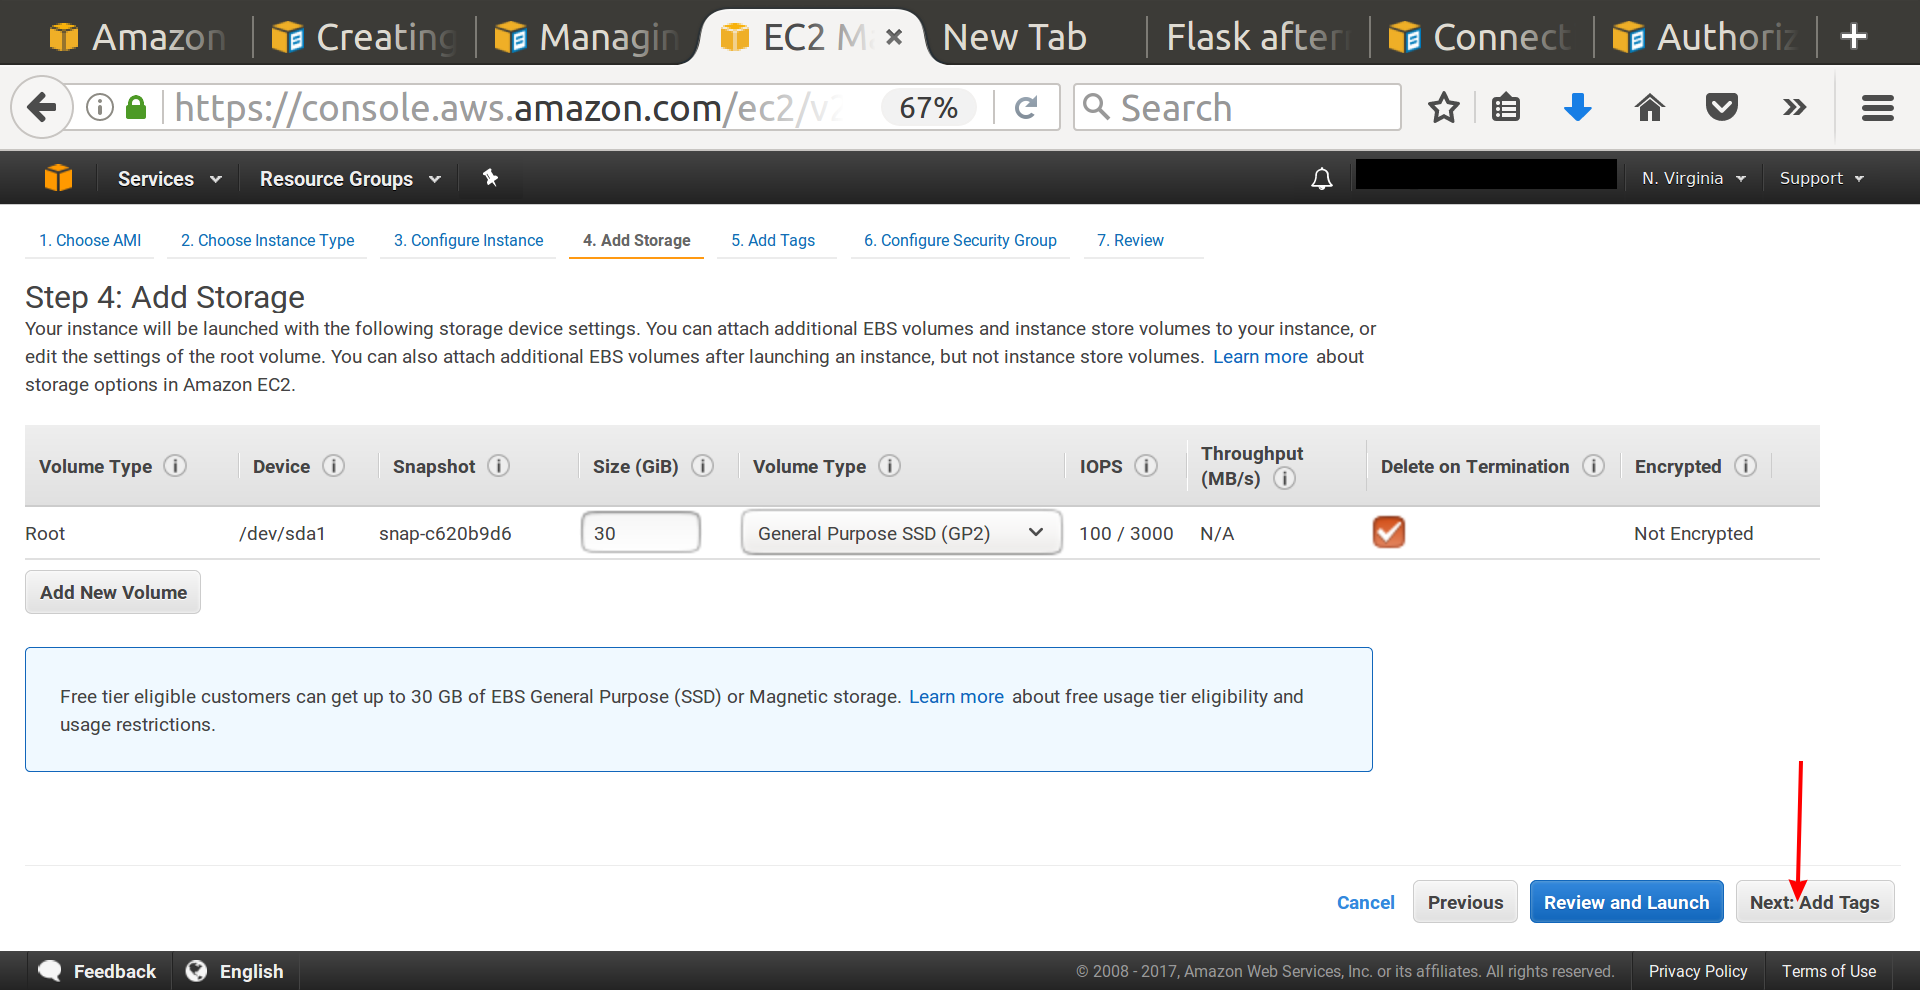 Amazon
Creating
Managin
EC2 M
New Tab
Flask after
Connect
Authoriz
https://console.aws.amazon.com/ec2/v2
67%
Search
Services
Resource Groups
N. Virginia
Support
1. Choose AMI
2. Choose Instance Type
3. Configure Instance
4. Add Storage
5. Add Tags
6. Configure Security Group
7. Review
Step 4: Add Storage
Your instance will be launched with the following storage device settings. You can attach additional EBS volumes and instance store volumes to your instance, or
edit the settings of the root volume. You can also attach additional EBS volumes after launching an instance, but not instance store volumes. Learn more about
storage options in Amazon EC2.
Volume Type
Device
Snapshot
Size (GiB)
Volume Type
IOPS
Throughput
(MB/s)
Delete on Termination
Encrypted
Root
/dev/sda1
snap-c620b9d6
30
General Purpose SSD (GP2)
100 / 3000
N/A
Not Encrypted
Add New Volume
Free tier eligible customers can get up to 30 GB of EBS General Purpose (SSD) or Magnetic storage. Learn more about free usage tier eligibility and
usage restrictions.
Cancel
Previous
Review and Launch
Next: Add Tags
Feedback
English
© 2008 - 2017, Amazon Web Services, Inc. or its affiliates. All rights reserved.
Privacy Policy
Terms of Use